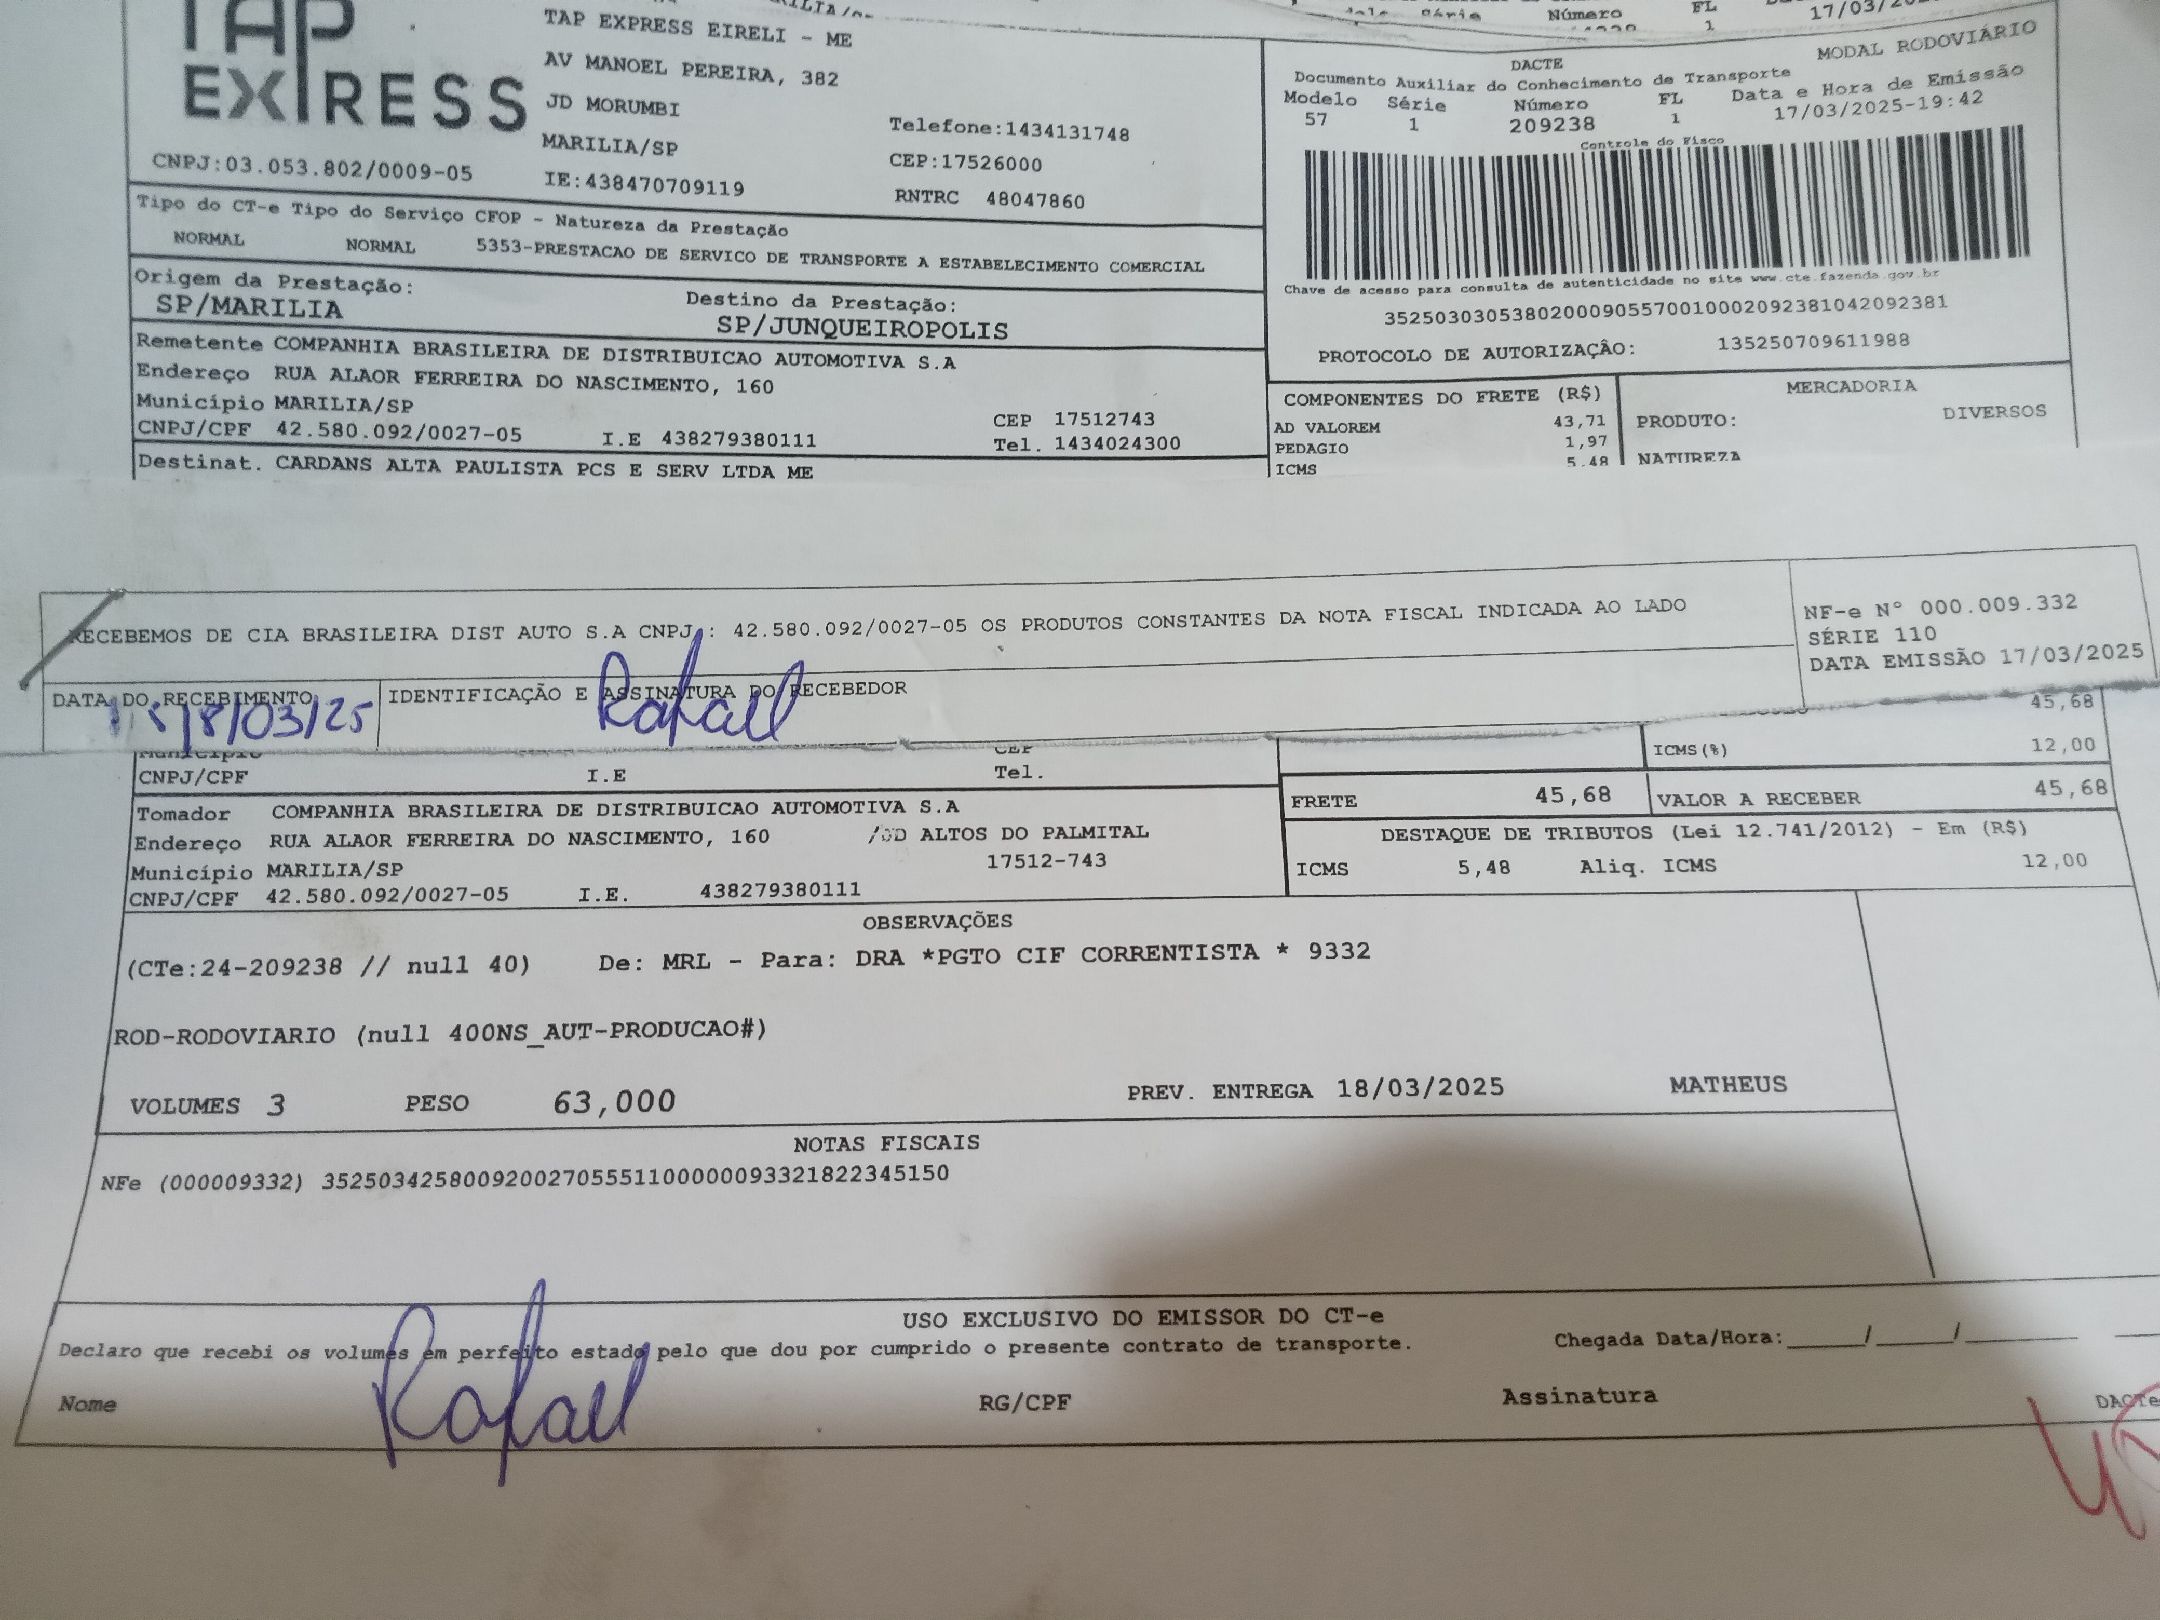 TAP
EXPRESS
TAP EXPRESS EIRELI - ME
AV MANOEL PEREIRA, 382
JD MORUMBI
MARILIA/SP
IE:438470709119
Telefone:1434131748
CEP:17526000
RNTRC 48047860
CNPJ:03.053.802/0009-05
Série Número FL
1 17/03/
MODAL RODOVIÁRIO
DACTE
Documento Auxiliar do Conhecimento de Transporte
Modelo Série Número FL Data e Hora de Emissão
57 1 209238 1 17/03/2025-19:42
Controle do Fisco
Chave de acesso para consulta de autenticidade no site www.cte.fazenda.gov.br
35250303053802000905570010002092381042092381
PROTOCOLO DE AUTORIZAÇÃO: 135250709611988
Tipo do CT-e Tipo do Serviço CFOP - Natureza da Prestação
NORMAL NORMAL 5353-PRESTACAO DE SERVICO DE TRANSPORTE A ESTABELECIMENTO COMERCIAL
Origem da Prestação: Destino da Prestação:
SP/MARILIA SP/JUNQUEIROPOLIS
Remetente COMPANHIA BRASILEIRA DE DISTRIBUICAO AUTOMOTIVA S.A
Endereço RUA ALAOR FERREIRA DO NASCIMENTO, 160
Município MARILIA/SP CEP 17512743
CNPJ/CPF 42.580.092/0027-05 I.E 438279380111 Tel. 1434024300
Destinat. CARDANS ALTA PAULISTA PCS E SERV LTDA ME
COMPONENTES DO FRETE (R$)
AD VALOREM 43,71
PEDAGIO 1,97
ICMS 5,48
MERCADORIA
PRODUTO: DIVERSOS
NATUREZA
RECEBEMOS DE CIA BRASILEIRA DIST AUTO S.A CNPJ : 42.580.092/0027-05 OS PRODUTOS CONSTANTES DA NOTA FISCAL INDICADA AO LADO
NF-e N° 000.009.332
SÉRIE 110
DATA EMISSÃO 17/03/2025
DATA DO RECEBIMENTO IDENTIFICAÇÃO E ASSINATURA DO RECEBEDOR
18/03/25 Rafael
45,68
Município CEP
CNPJ/CPF I.E Tel.
ICMS(%) 12,00
FRETE 45,68 VALOR A RECEBER 45,68
Tomador COMPANHIA BRASILEIRA DE DISTRIBUICAO AUTOMOTIVA S.A
Endereço RUA ALAOR FERREIRA DO NASCIMENTO, 160 /JD ALTOS DO PALMITAL
Município MARILIA/SP 17512-743
CNPJ/CPF 42.580.092/0027-05 I.E. 438279380111
DESTAQUE DE TRIBUTOS (Lei 12.741/2012) - Em (R$)
ICMS 5,48 Aliq. ICMS 12,00
OBSERVAÇÕES
(CTe:24-209238 // null 40) De: MRL - Para: DRA *PGTO CIF CORRENTISTA * 9332
ROD-RODOVIARIO (null 400NS_AUT-PRODUCAO#)
VOLUMES 3 PESO 63,000 PREV. ENTREGA 18/03/2025 MATHEUS
NOTAS FISCAIS
NFe (000009332) 35250342580092002705551100000093321822345150
USO EXCLUSIVO DO EMISSOR DO CT-e
Declaro que recebi os volumes em perfeito estado pelo que dou por cumprido o presente contrato de transporte. Chegada Data/Hora:____/____/______
Nome Rafael RG/CPF Assinatura DACTe